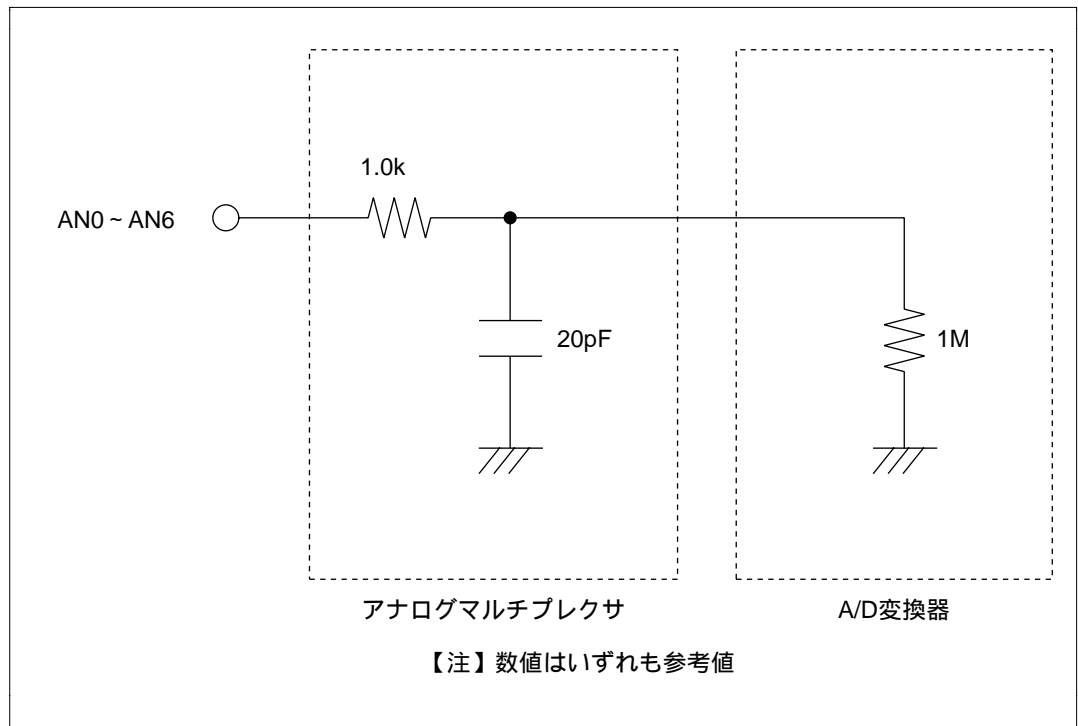 1.0k
AN0 ~ AN6
20pF
1M
アナログマルチプレクサ
A/D変換器
【注】数値はいずれも参考値